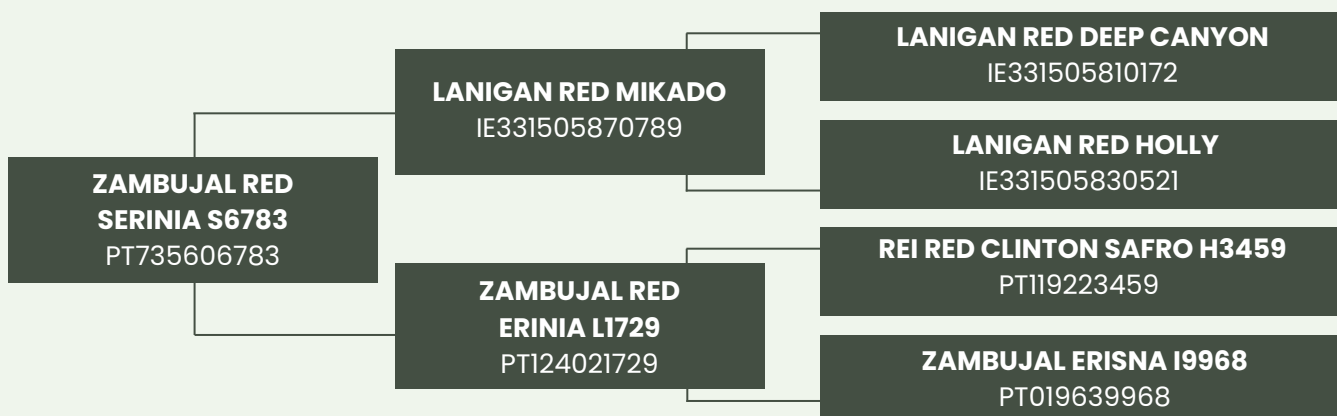 LANIGAN RED DEEP CANYON
IE331505810172
LANIGAN RED MIKADO
IE331505870789
LANIGAN RED HOLLY
IE331505830521
ZAMBUJAL RED
SERINIA S6783
PT735606783
REI RED CLINTON SAFRO H3459
PT119223459
ZAMBUJAL RED
ERINIA L1729
PT124021729
ZAMBUJAL ERISNA I9968
PT019639968